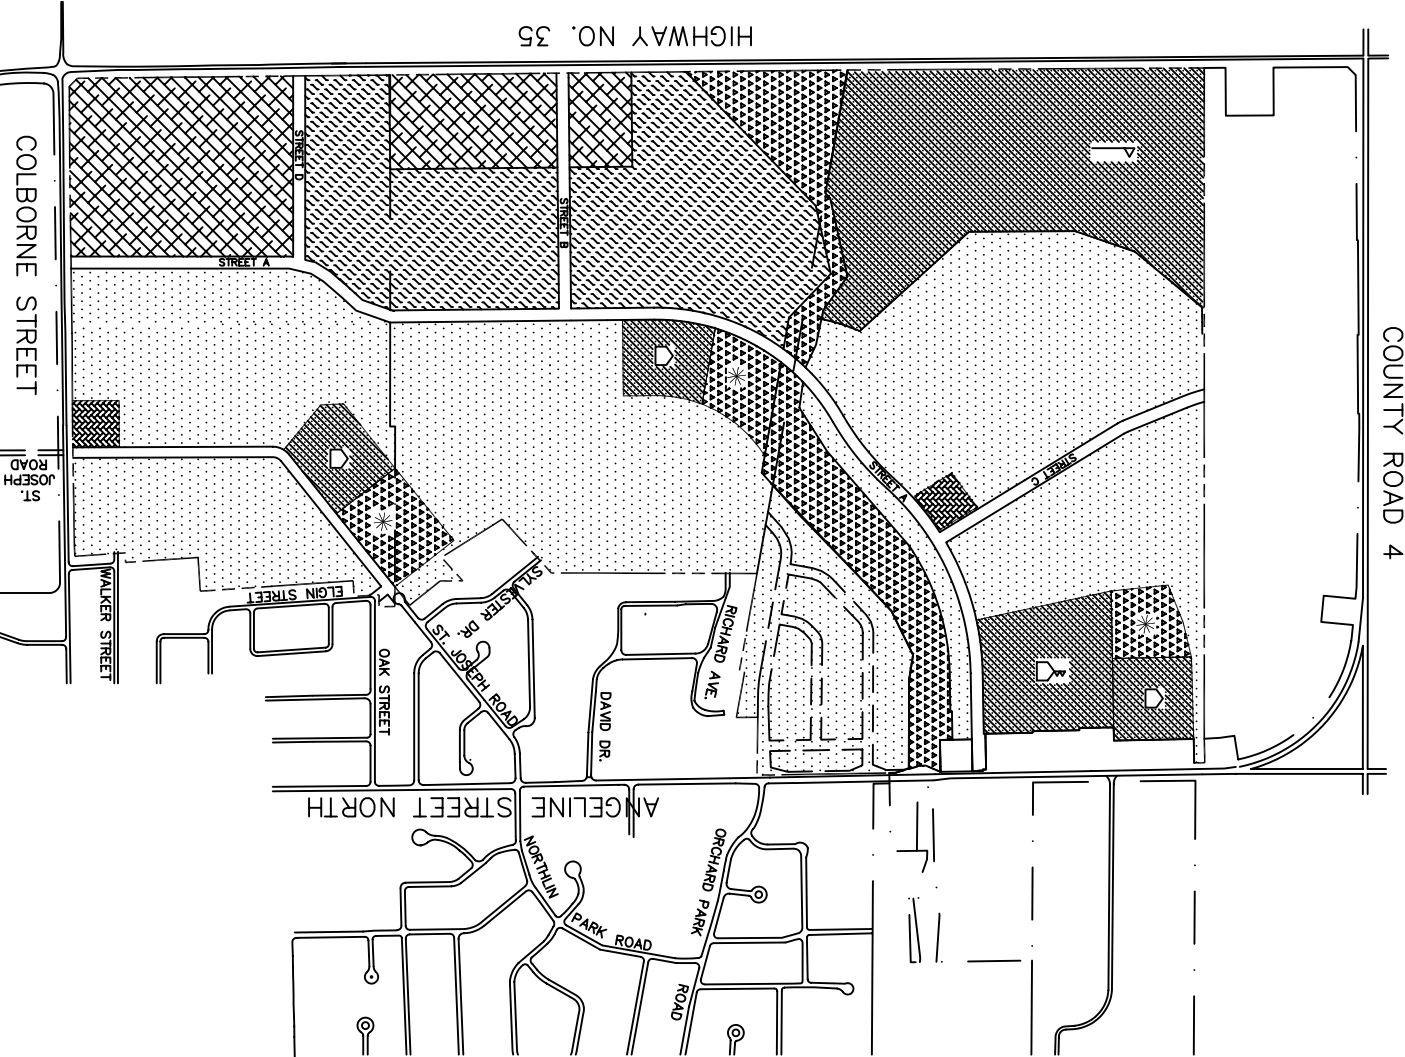 HIGHWAY NO. 35
COLBORNE STREET
COUNTY ROAD 4
STREET D
STREET B
STREET A
STREET A
STREET C
ST.
JOSEPH
ROAD
WALKER STREET
ELGIN STREET
OAK STREET
SYLVESTER DR.
ST. JOSEPH ROAD
DAVID DR.
RICHARD AVE.
ANGELINE STREET NORTH
NORTHLIN
PARK ROAD
ORCHARD PARK
ROAD